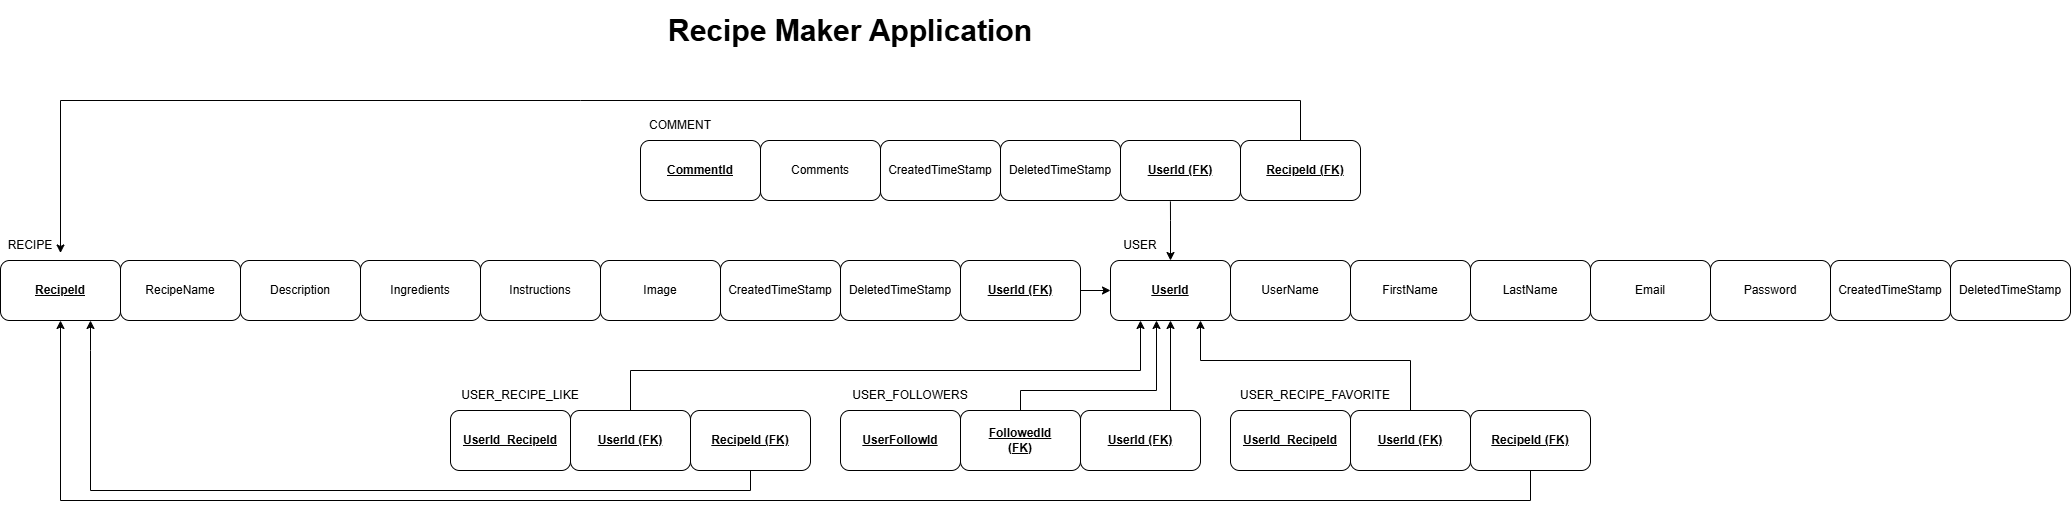 Recipe Maker Application
COMMENT
CommentId Comments CreatedTimeStamp DeletedTimeStamp UserId (FK) RecipeId (FK)
RECIPE USER
RecipeId RecipeName Description Ingredients Instructions Image CreatedTimeStamp DeletedTimeStamp UserId (FK) UserId UserName FirstName LastName Email Password CreatedTimeStamp DeletedTimeStamp
USER_RECIPE_LIKE USER_FOLLOWERS USER_RECIPE_FAVORITE
UserId_RecipeId UserId (FK) RecipeId (FK) UserFollowId FollowedId
(FK) UserId (FK) UserId_RecipeId UserId (FK) RecipeId (FK)